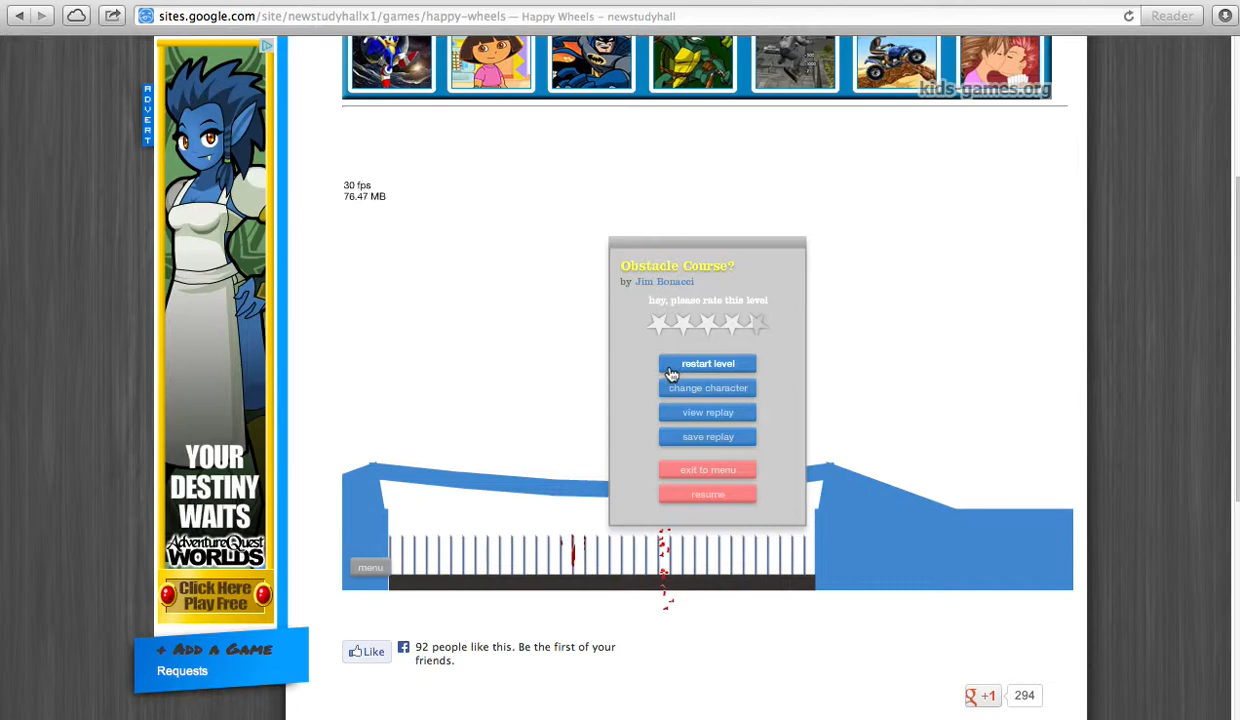 sites.google.com/site/newstudyhallx1/games/happy-wheels — Happy Wheels – newstudyhall
Reader
kids-games.org
ADVERT
30 fps
76.47 MB
Obstacle Course?
by Jim Bonacci
hey, please rate this level
restart level
change character
view replay
save replay
exit to menu
resume
menu
YOUR
DESTINY
WAITS
AdventureQuest
WORLDS
Click Here
Play Free
+ Add a Game
Requests
Like
92 people like this. Be the first of your
friends.
+1
294